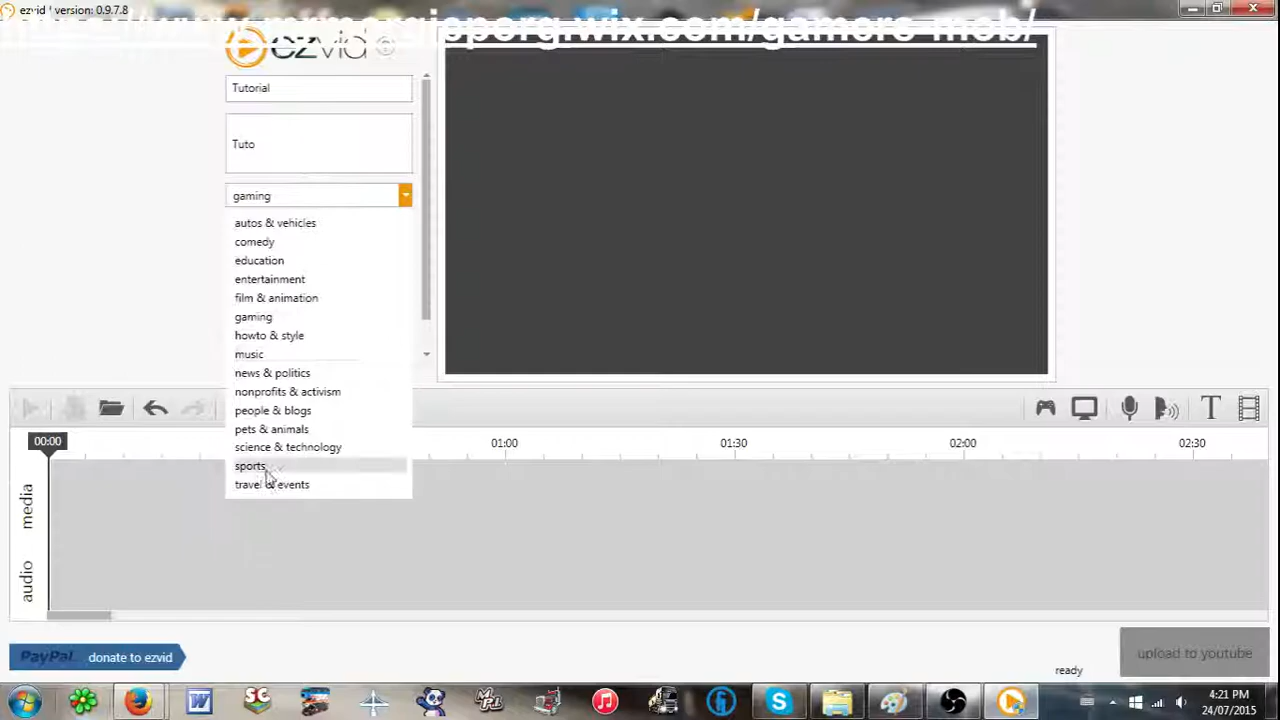 ezvid | version: 0.9.7.8
ezvid
Tutorial
Tuto
gaming
autos & vehicles
comedy
education
entertainment
film & animation
gaming
howto & style
music
news & politics
nonprofits & activism
people & blogs
pets & animals
science & technology
sports
travel & events
00:00
01:00
01:30
02:00
02:30
media
audio
PayPal
donate to ezvid
ready
upload to youtube
4:21 PM
24/07/2015